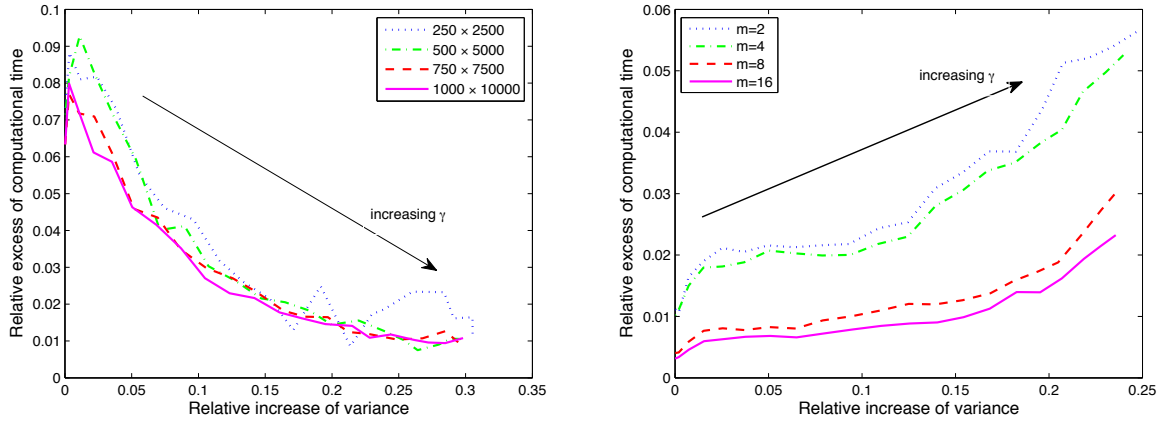 0.1
0.09
0.08
0.07
0.06
0.05
0.04
0.03
0.02
0.01
0
0
0.05
0.1
0.15
0.2
0.25
0.3
0.35
Relative excess of computational time
Relative increase of variance
250 × 2500
500 × 5000
750 × 7500
1000 × 10000
increasing γ
0.06
0.05
0.04
0.03
0.02
0.01
0
0
0.05
0.1
0.15
0.2
0.25
Relative excess of computational time
Relative increase of variance
m=2
m=4
m=8
m=16
increasing γ